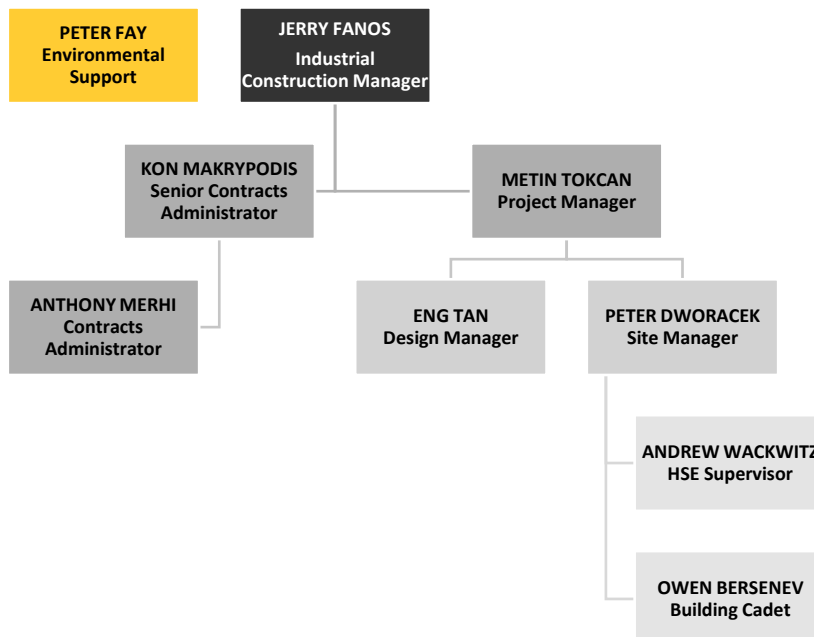 PETER FAY
Environmental
Support
JERRY FANOS
Industrial
Construction Manager
KON MAKRYPODIS
Senior Contracts
Administrator
METIN TOKCAN
Project Manager
ANTHONY MERHI
Contracts
Administrator
ENG TAN
Design Manager
PETER DWORACEK
Site Manager
ANDREW WACKWITZ
HSE Supervisor
OWEN BERSENEV
Building Cadet